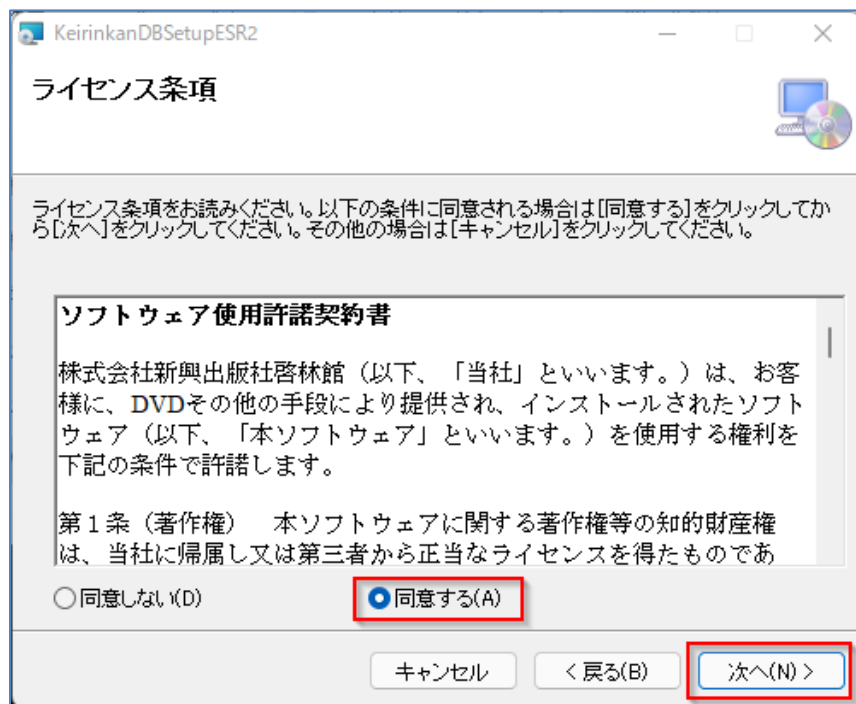 KeirinkanDBSetupESR2
ライセンス条項
ライセンス条項をお読みください。以下の条件に同意される場合は[同意する]をクリックしてか
ら[次へ]をクリックしてください。その他の場合は[キャンセル]をクリックしてください。
ソフトウェア使用許諾契約書
株式会社新興出版社啓林館（以下、「当社」といいます。）は、お客
様に、DVDその他の手段により提供され、インストールされたソフト
ウェア（以下、「本ソフトウェア」といいます。）を使用する権利を
下記の条件で許諾します。
第１条（著作権）　本ソフトウェアに関する著作権等の知的財産権
は、当社に帰属し又は第三者から正当なライセンスを得たものであ
同意しない(D)
同意する(A)
キャンセル
< 戻る(B)
次へ(N) >